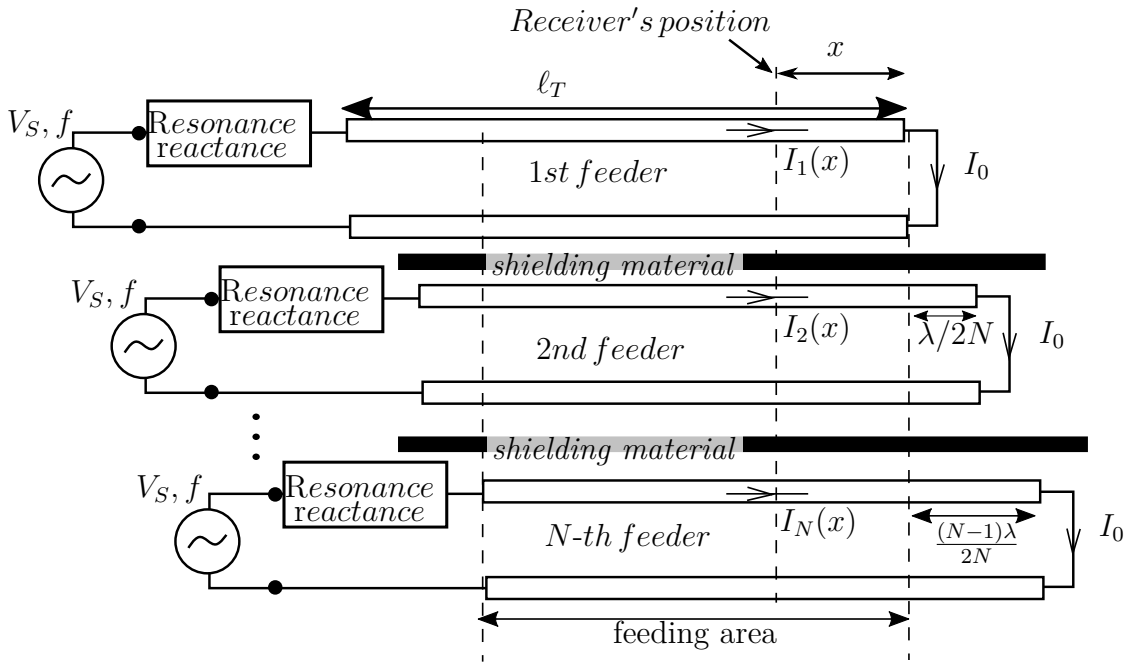 Receiver's position
x
ℓ_T
V_S, f
Resonance
reactance
I_1(x)
I_0
1st feeder
shielding material
V_S, f
Resonance
reactance
I_2(x)
λ/2N
I_0
2nd feeder
shielding material
V_S, f
Resonance
reactance
I_N(x)
(N−1)λ
2N
I_0
N-th feeder
feeding area